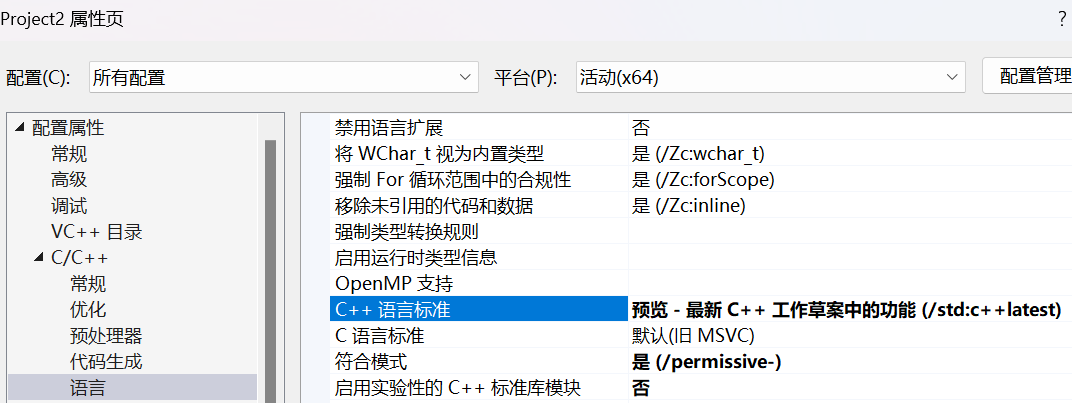 Project2 属性页 ?
配置(C): 所有配置 平台(P): 活动(x64) 配置管理
配置属性
常规
高级
调试
VC++ 目录
C/C++
常规
优化
预处理器
代码生成
语言
禁用语言扩展 否
将 WChar_t 视为内置类型 是 (/Zc:wchar_t)
强制 For 循环范围中的合规性 是 (/Zc:forScope)
移除未引用的代码和数据 是 (/Zc:inline)
强制类型转换规则
启用运行时类型信息
OpenMP 支持
C++ 语言标准 预览 - 最新 C++ 工作草案中的功能 (/std:c++latest)
C 语言标准 默认(旧 MSVC)
符合模式 是 (/permissive-)
启用实验性的 C++ 标准库模块 否